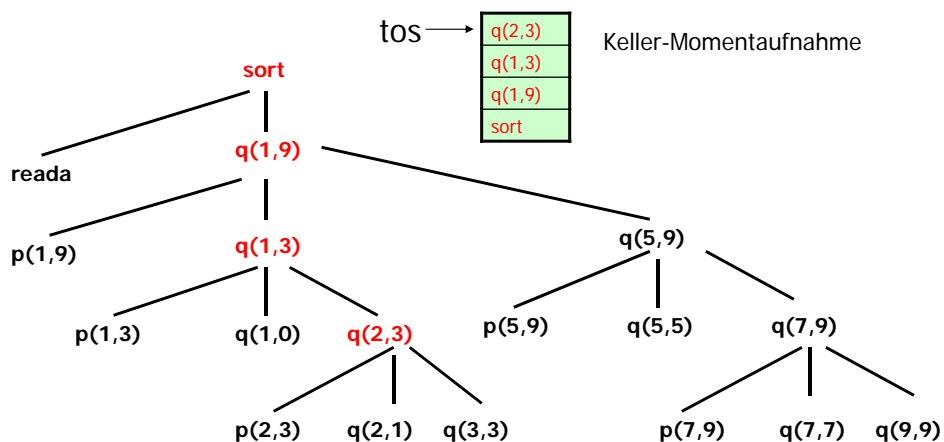 tos
q(2,3)
Keller-Momentaufnahme
q(1,3)
q(1,9)
sort
sort
q(1,9)
reada
p(1,9)
q(1,3)
q(5,9)
p(1,3)
q(1,0)
q(2,3)
p(5,9)
q(5,5)
q(7,9)
p(2,3)
q(2,1)
q(3,3)
p(7,9)
q(7,7)
q(9,9)